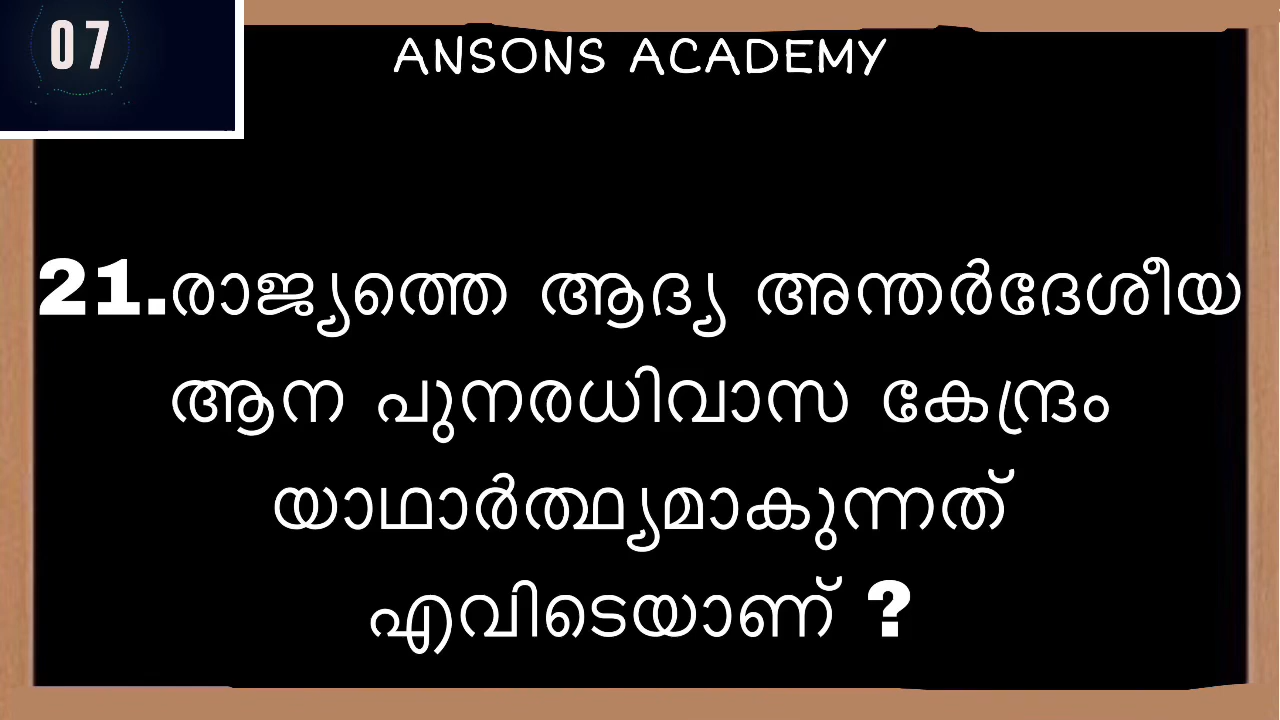 07
ANSONS ACADEMY
21.രാജ്യത്തെ ആദ്യ അന്തർദേശീയ
ആന പുനരധിവാസ കേന്ദ്രം
യാഥാർത്ഥ്യമാകുന്നത്
എവിടെയാണ് ?